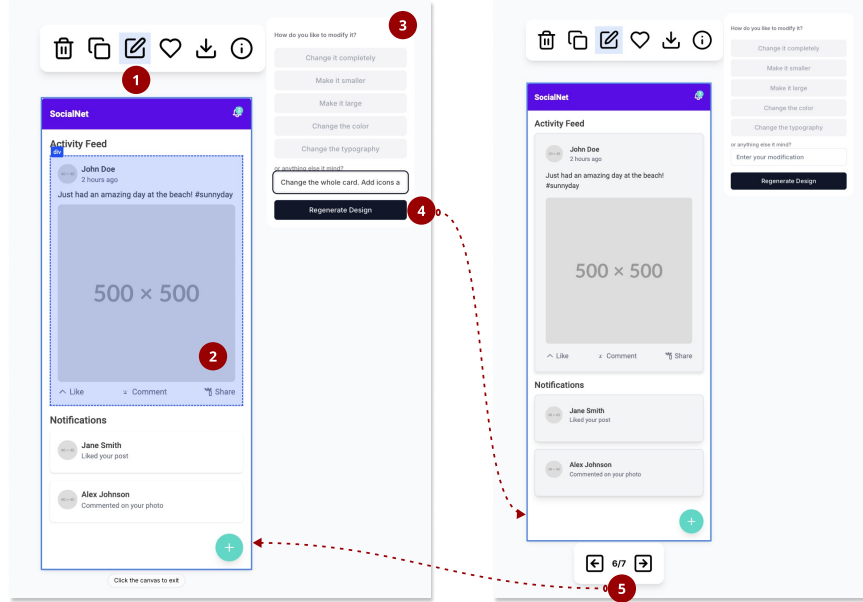 3
How do you like to modify it?
Change it completely
Make it smaller
Make it large
Change the color
Change the typography
or anything else it mind?
Change the whole card. Add icons a
Regenerate Design
4
1
SocialNet
Activity Feed
div
John Doe
2 hours ago
Just had an amazing day at the beach! #sunnyday
500 × 500
2
Like
Comment
Share
Notifications
Jane Smith
Liked your post
Alex Johnson
Commented on your photo
+
Click the canvas to exit
How do you like to modify it?
Change it completely
Make it smaller
Make it large
Change the color
Change the typography
or anything else it mind?
Enter your modification
Regenerate Design
SocialNet
Activity Feed
John Doe
2 hours ago
Just had an amazing day at the beach!
#sunnyday
500 × 500
Like
Comment
Share
Notifications
Jane Smith
Liked your post
Alex Johnson
Commented on your photo
+
6/7
5